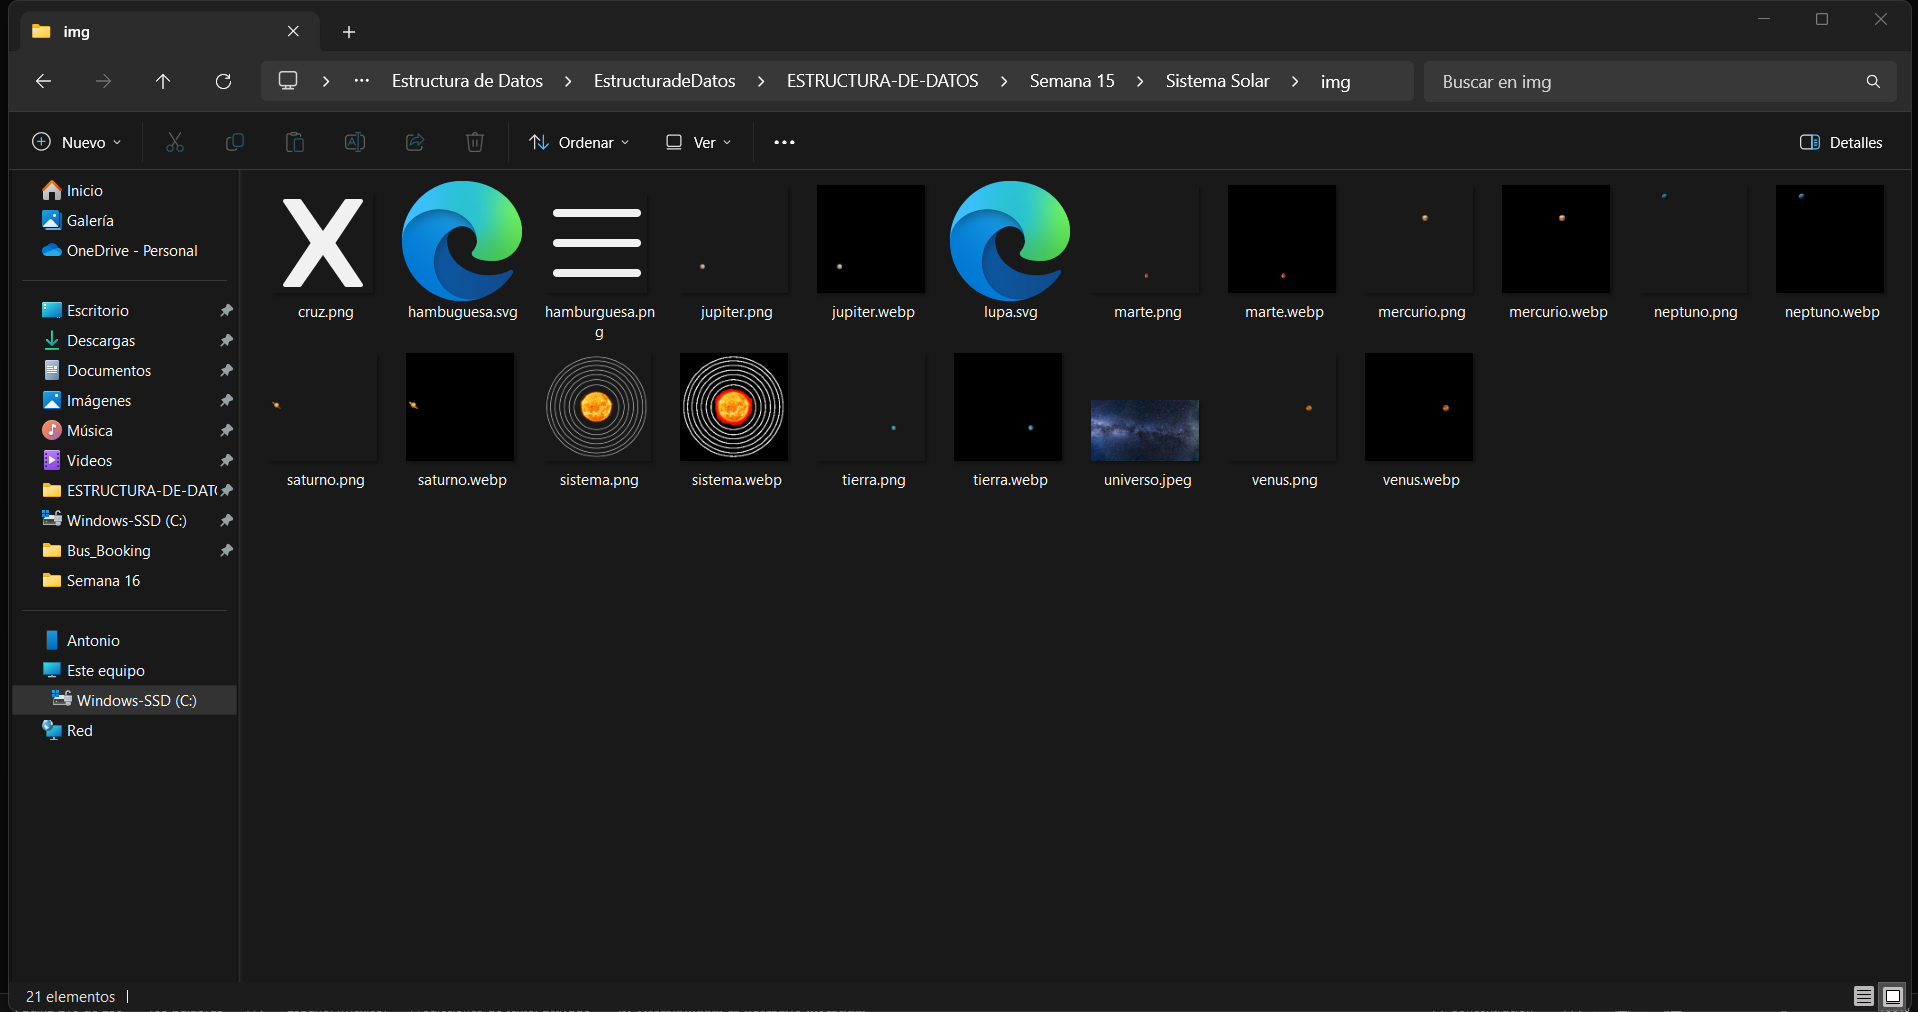 img
Estructura de Datos > EstructuradeDatos > ESTRUCTURA-DE-DATOS > Semana 15 > Sistema Solar > img
Buscar en img
Nuevo
Ordenar
Ver
Detalles
Inicio
Galería
OneDrive - Personal
Escritorio
Descargas
Documentos
Imágenes
Música
Videos
ESTRUCTURA-DE-DAT
Windows-SSD (C:)
Bus_Booking
Semana 16
Antonio
Este equipo
Windows-SSD (C:)
Red
cruz.png
hambuguesa.svg
hamburguesa.pn
g
jupiter.png
jupiter.webp
lupa.svg
marte.png
marte.webp
mercurio.png
mercurio.webp
neptuno.png
neptuno.webp
saturno.png
saturno.webp
sistema.png
sistema.webp
tierra.png
tierra.webp
universo.jpeg
venus.png
venus.webp
21 elementos